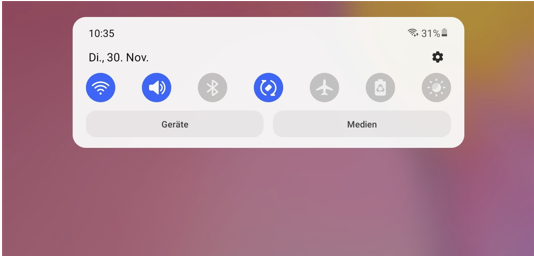 10:35
31%
Di., 30. Nov.
Geräte
Medien